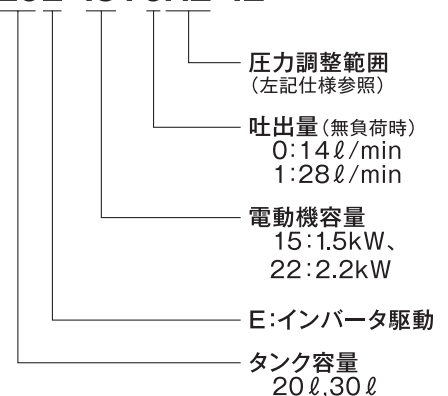 圧力調整範囲
(左記仕様参照)
吐出量(無負荷時)
0:14ℓ/min
1:28ℓ/min
電動機容量
15:1.5kW、
22:2.2kW
E:インバータ駆動
タンク容量
20ℓ,30ℓ